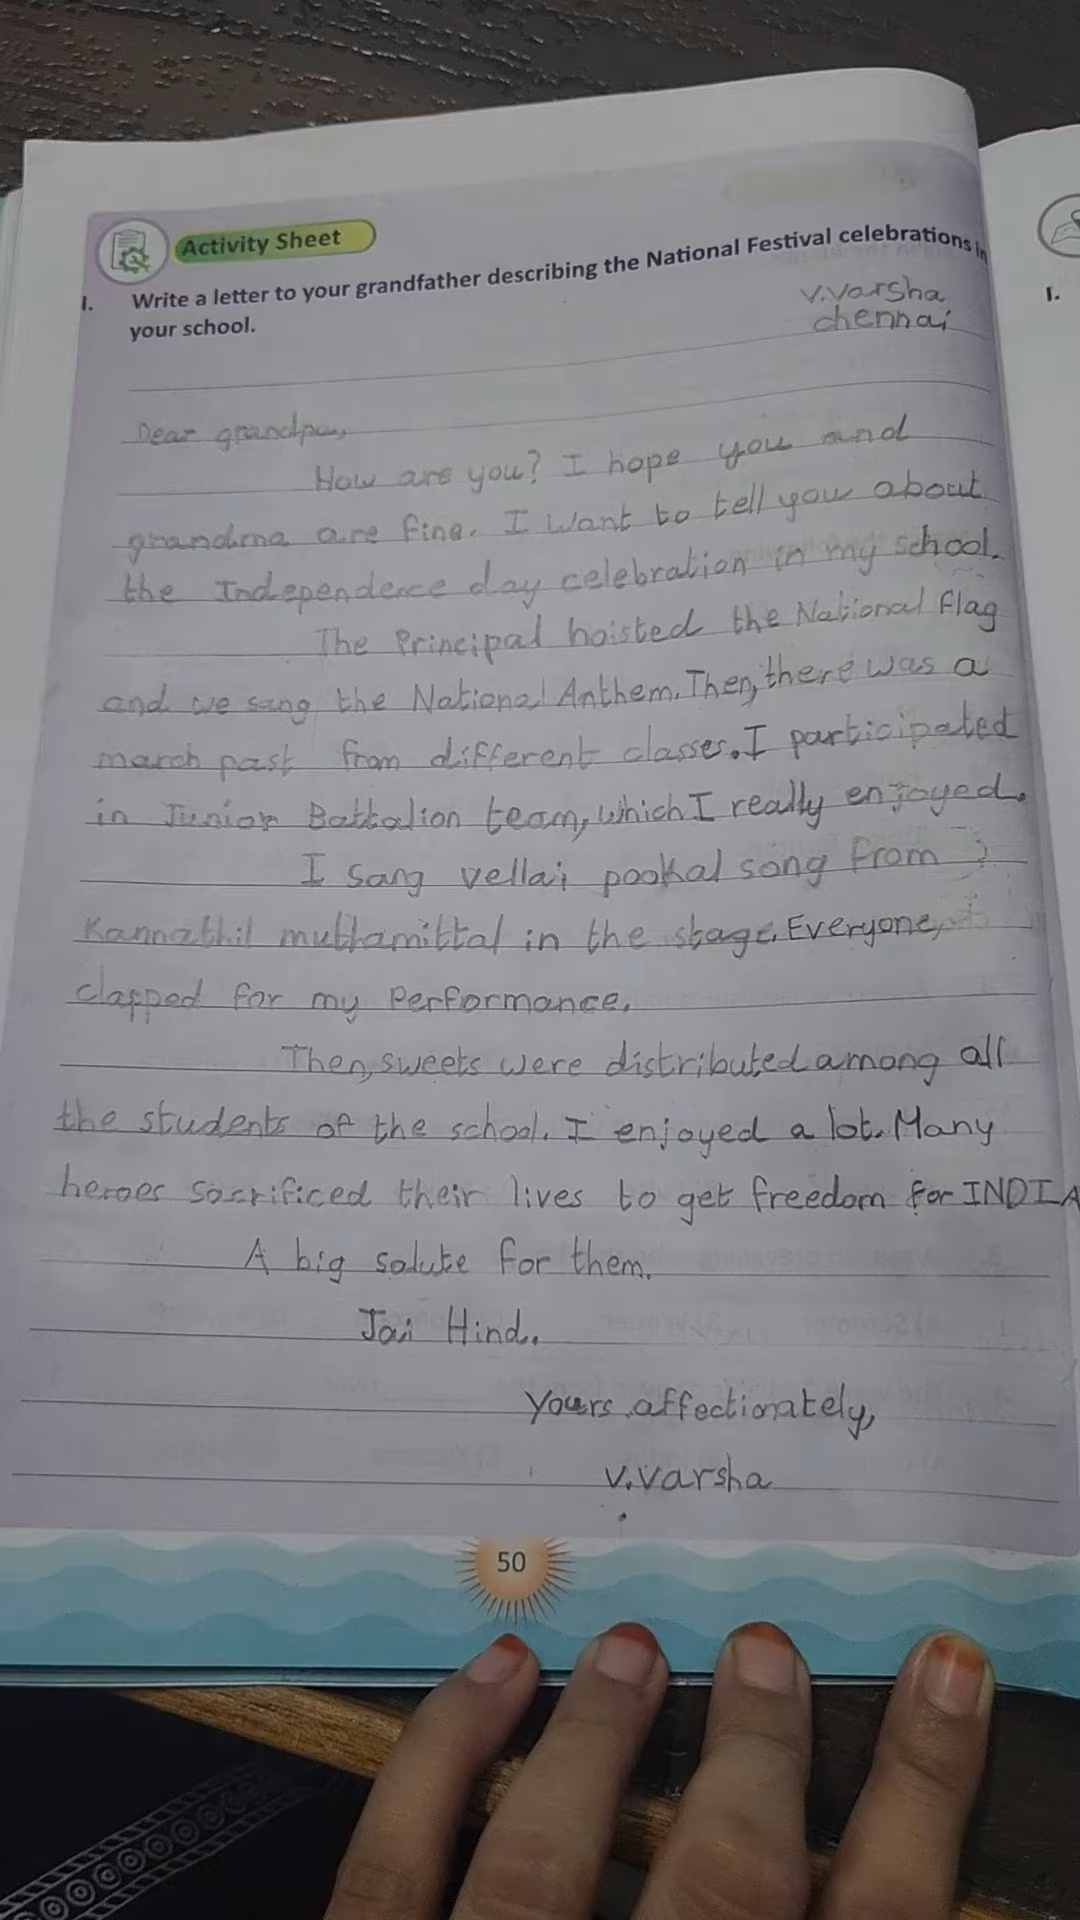 Activity Sheet
I. Write a letter to your grandfather describing the National Festival celebrations in
your school.
V.Varsha
chennai
1.
Dear grandpa,
How are you? I hope you and
grandma are fine. I want to tell you about
the Independence day celebration in my school.
The Principal hoisted the National Flag
and we sang the National Anthem. Then, there was a
march past from different classes. I participated
in Junior Battalion team, which I really enjoyed.
I sang vellai pookal song from
Kannathil muthamittal in the stage. Everyone,
clapped for my Performance.
Then, sweets were distributed among all
the students of the school. I enjoyed a lot. Many
heroes sacrificed their lives to get freedom for INDIA
A big salute for them.
Jai Hind.
Yours affectionately,
V.Varsha
50